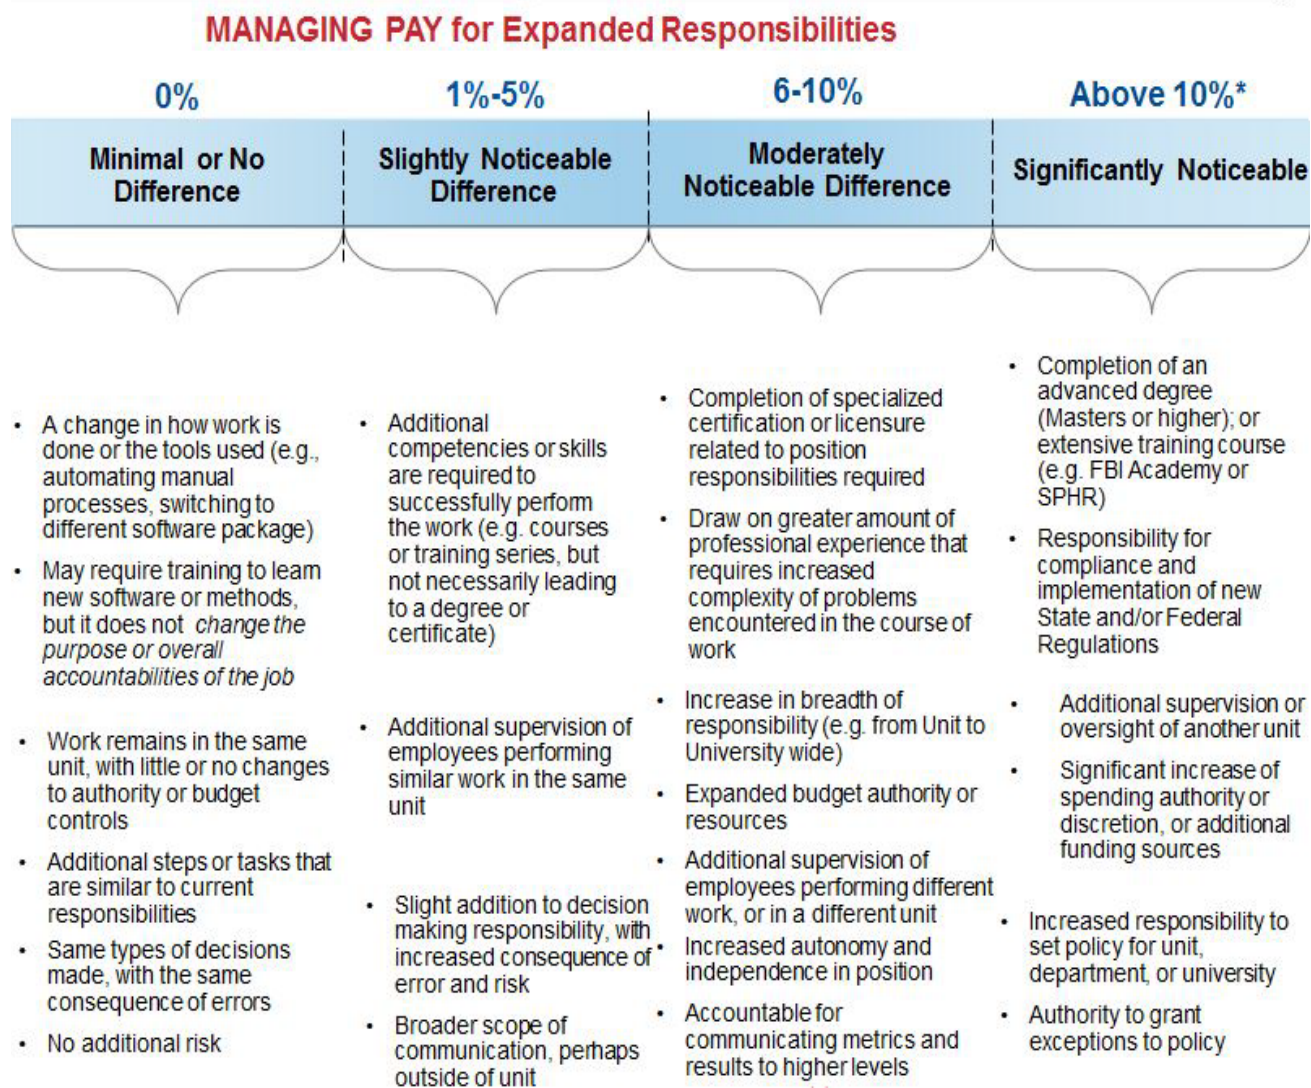 MANAGING PAY for Expanded Responsibilities
0%
1%-5%
6-10%
Above 10%*
Minimal or No
Difference
Slightly Noticeable
Difference
Moderately
Noticeable Difference
Significantly Noticeable
• A change in how work is
done or the tools used (e.g.,
automating manual
processes, switching to
different software package)
• May require training to learn
new software or methods,
but it does not change the
purpose or overall
accountabilities of the job
• Work remains in the same
unit, with little or no changes
to authority or budget
controls
• Additional steps or tasks that
are similar to current
responsibilities
• Same types of decisions
made, with the same
consequence of errors
• No additional risk
• Additional
competencies or skills
are required to
successfully perform
the work (e.g. courses
or training series, but
not necessarily leading
to a degree or
certificate)
• Additional supervision of
employees performing
similar work in the same
unit
• Slight addition to decision
making responsibility, with
increased consequence of
error and risk
• Broader scope of
communication, perhaps
outside of unit
• Completion of specialized
certification or licensure
related to position
responsibilities required
• Draw on greater amount of
professional experience that
requires increased
complexity of problems
encountered in the course of
work
• Increase in breadth of
responsibility (e.g. from Unit to
University wide)
• Expanded budget authority or
resources
• Additional supervision of
employees performing different
work, or in a different unit
• Increased autonomy and
independence in position
• Accountable for
communicating metrics and
results to higher levels
• Completion of an
advanced degree
(Masters or higher); or
extensive training course
(e.g. FBI Academy or
SPHR)
• Responsibility for
compliance and
implementation of new
State and/or Federal
Regulations
• Additional supervision or
oversight of another unit
• Significant increase of
spending authority or
discretion, or additional
funding sources
• Increased responsibility to
set policy for unit,
department, or university
• Authority to grant
exceptions to policy